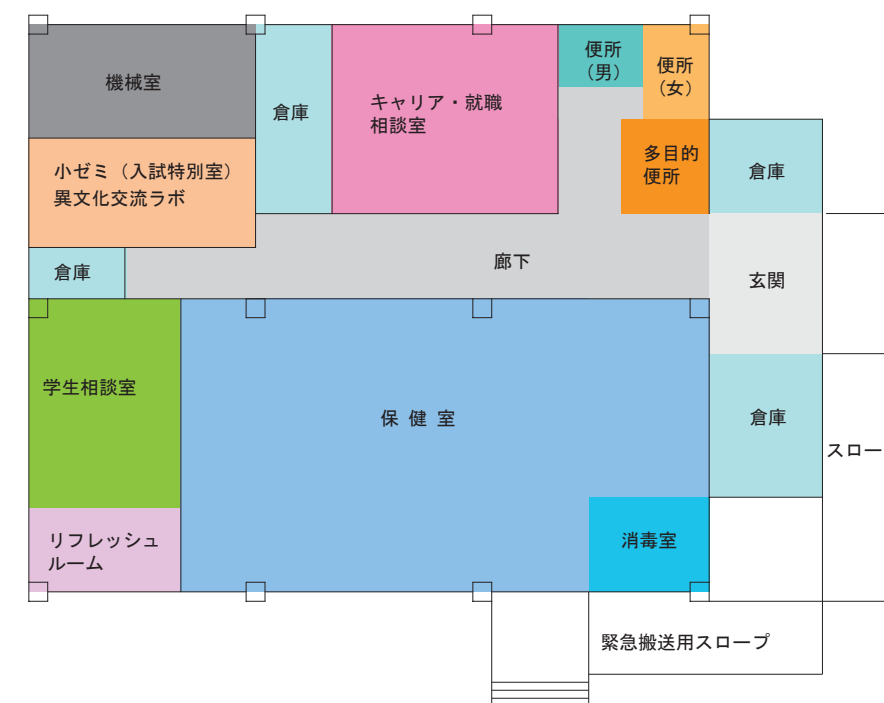 機械室
倉庫
キャリア・就職
相談室
便所
（男）
便所
（女）
小ゼミ（入試特別室）
異文化交流ラボ
多目的
便所
倉庫
倉庫
廊下
玄関
学生相談室
保健室
倉庫
スロー
リフレッシュ
ルーム
消毒室
緊急搬送用スロープ